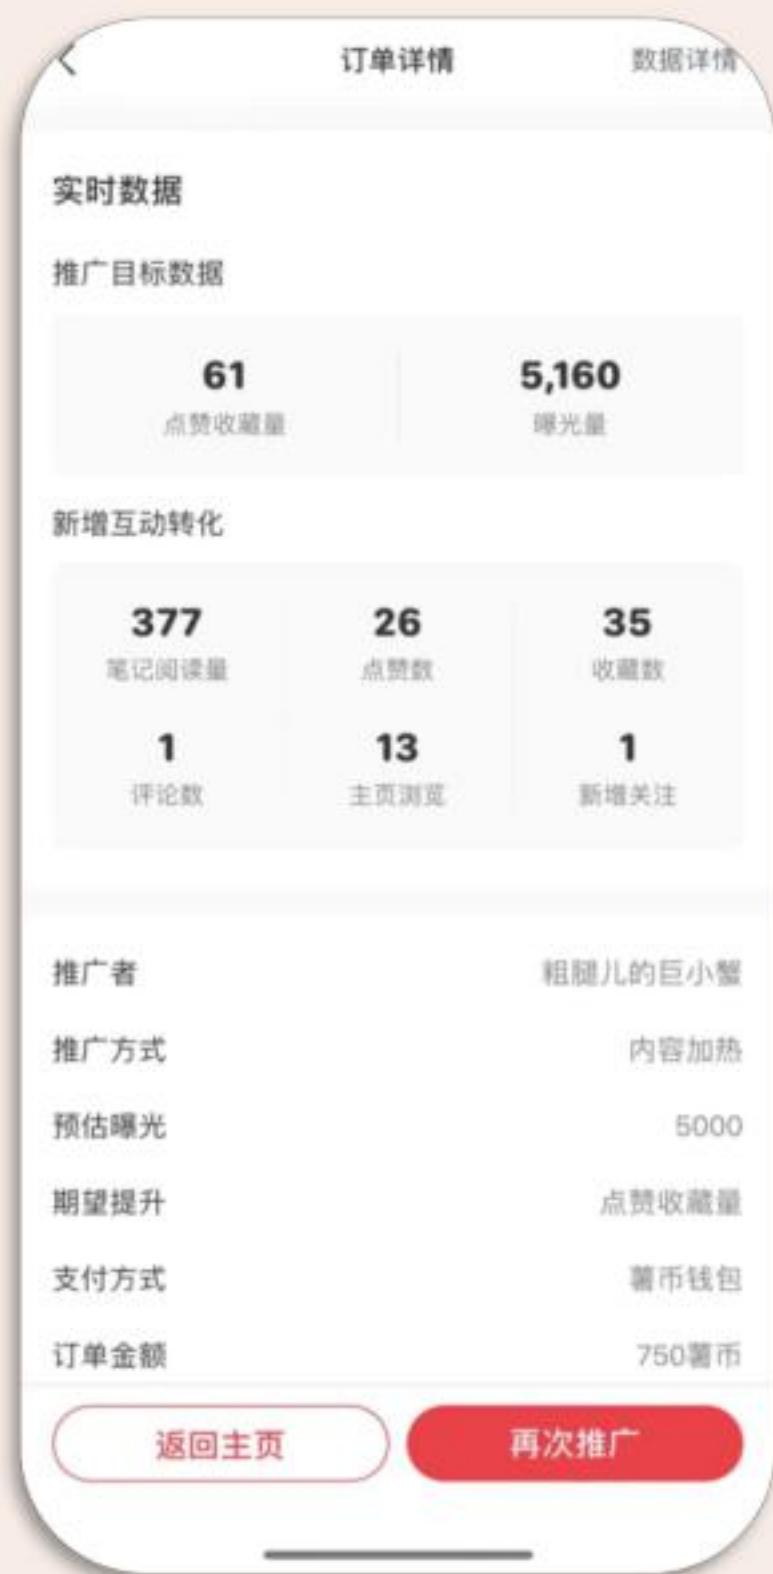 订单详情 数据详情
实时数据
推广目标数据
61 5,160
点赞收藏量 曝光量
新增互动转化
377 26 35
笔记阅读量 点赞数 收藏数
1 13 1
评论数 主页浏览 新增关注
推广者 粗腿儿的巨小蟹
推广方式 内容加热
预估曝光 5000
期望提升 点赞收藏量
支付方式 薯币钱包
订单金额 750薯币
返回主页 再次推广